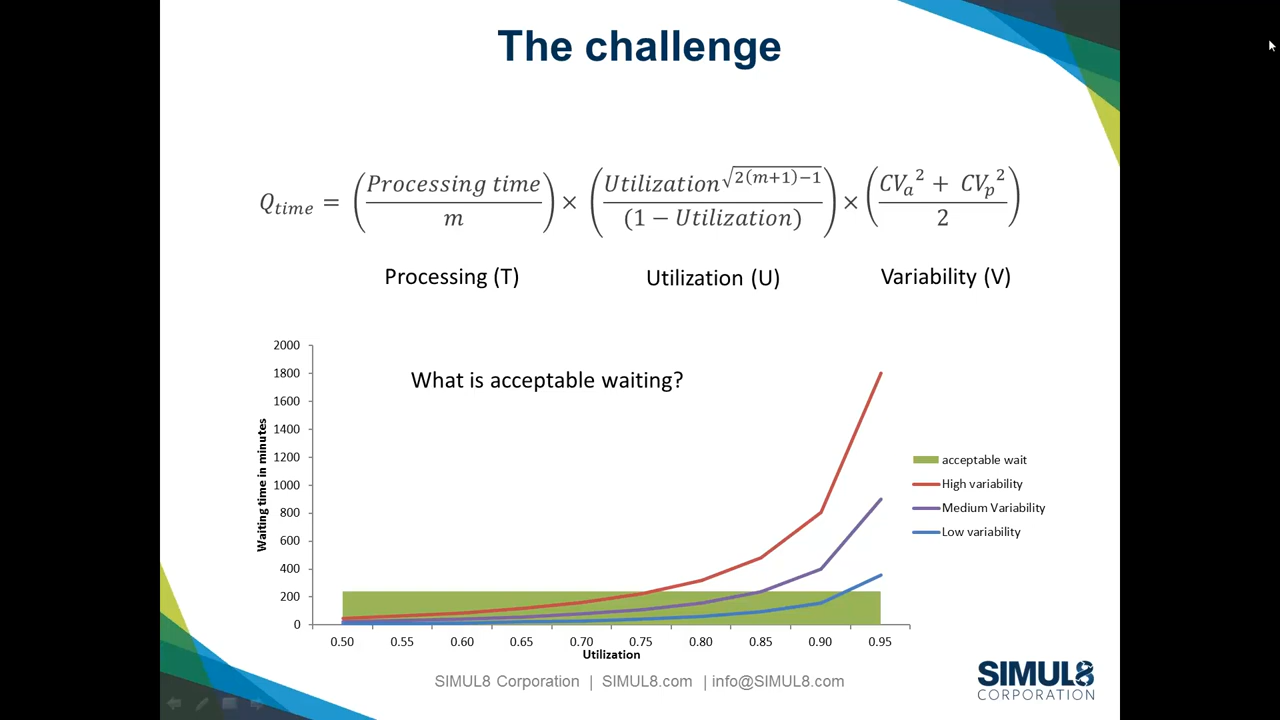 The challenge
Q_time = (Processing time / m) × (Utilization^√(2(m+1)−1) / (1 − Utilization)) × (CV_a² + CV_p² / 2)
Processing (T) Utilization (U) Variability (V)
What is acceptable waiting?
2000
1800
1600
1400
1200
1000
800
600
400
200
0
Waiting time in minutes
0.50 0.55 0.60 0.65 0.70 0.75 0.80 0.85 0.90 0.95
Utilization
acceptable wait
High variability
Medium Variability
Low variability
SIMUL8 Corporation | SIMUL8.com | info@SIMUL8.com
SIMUL8
CORPORATION